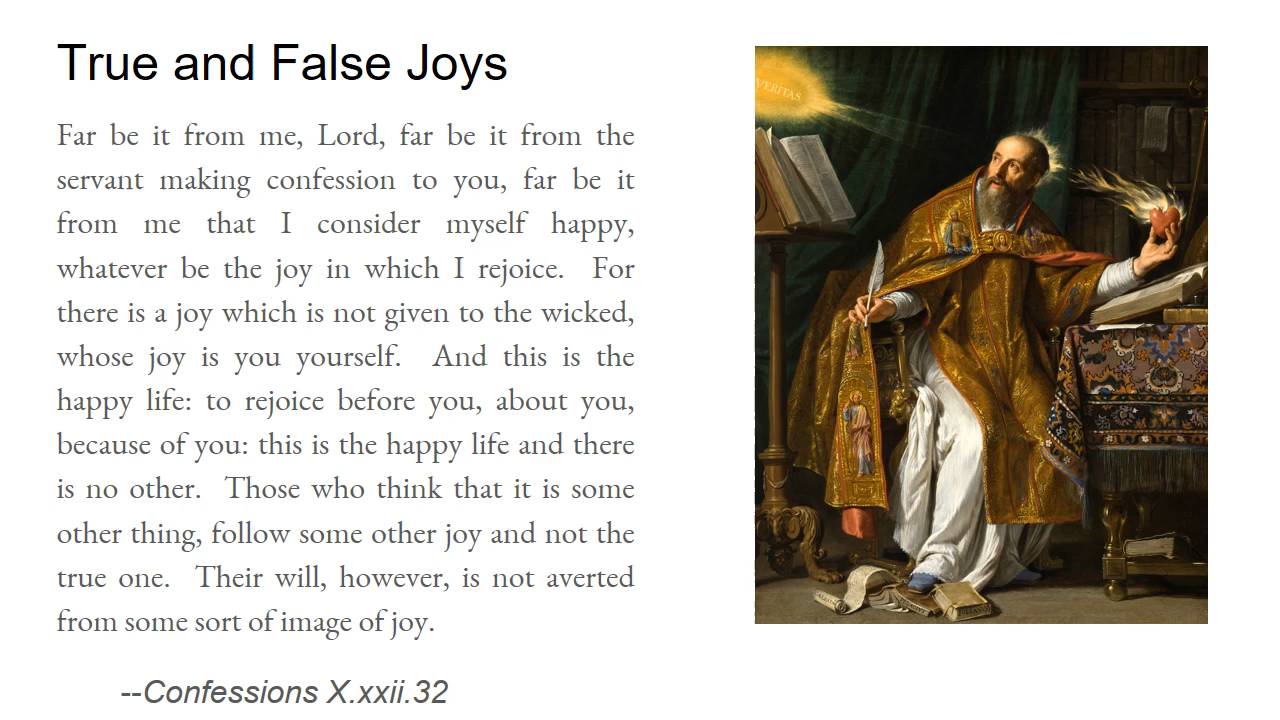 True and False Joys
Far be it from me, Lord, far be it from the
servant making confession to you, far be it
from me that I consider myself happy,
whatever be the joy in which I rejoice. For
there is a joy which is not given to the wicked,
whose joy is you yourself. And this is the
happy life: to rejoice before you, about you,
because of you: this is the happy life and there
is no other. Those who think that it is some
other thing, follow some other joy and not the
true one. Their will, however, is not averted
from some sort of image of joy.
--Confessions X.xxii.32
VERITAS